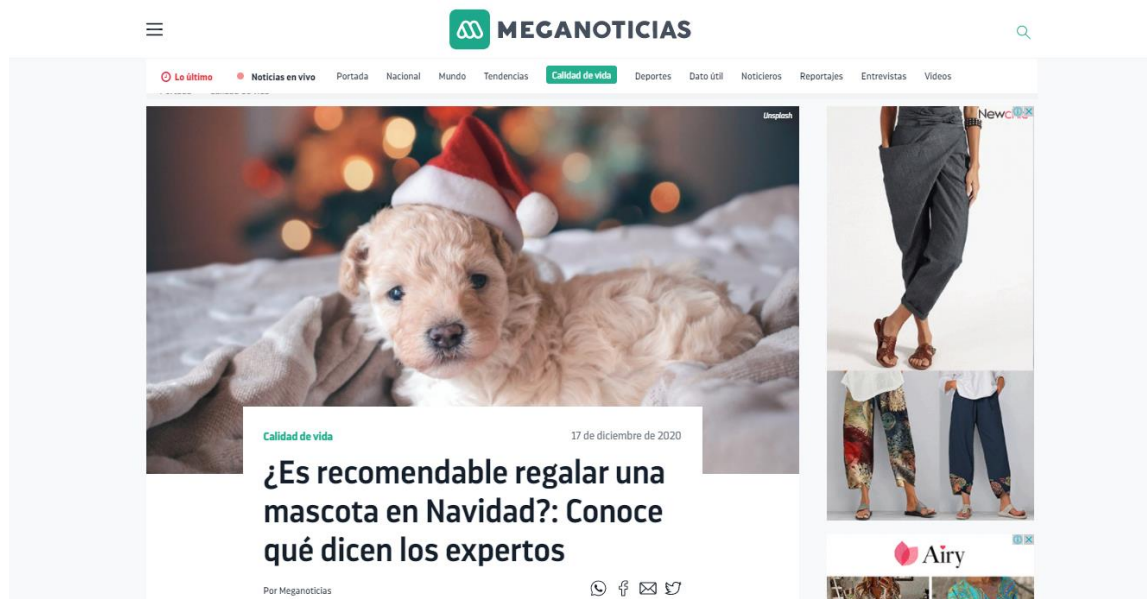 MEGANOTICIAS
Lo último Noticias en vivo Portada Nacional Mundo Tendencias Calidad de vida Deportes Dato útil Noticieros Reportajes Entrevistas Videos
Unsplash
Calidad de vida 17 de diciembre de 2020
¿Es recomendable regalar una
mascota en Navidad?: Conoce
qué dicen los expertos
Por Meganoticias
Airy